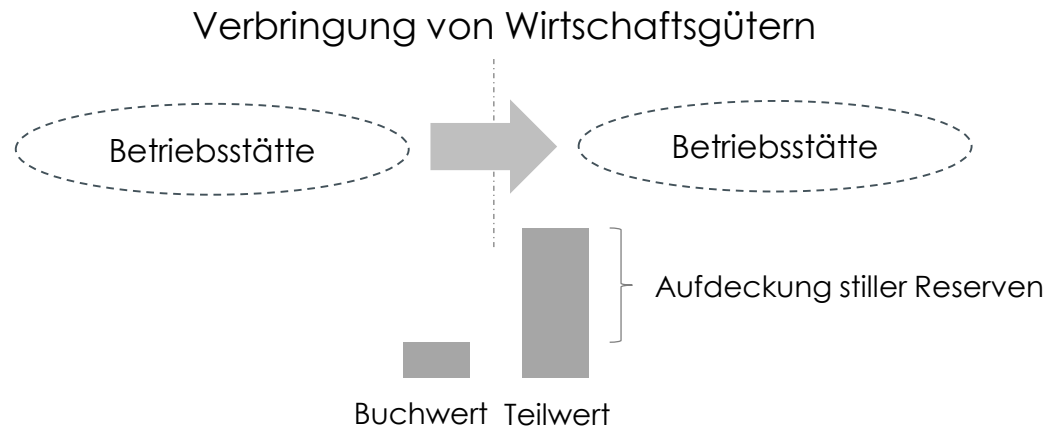 Verbringung von Wirtschaftsgütern
Betriebsstätte
Betriebsstätte
Aufdeckung stiller Reserven
Buchwert Teilwert